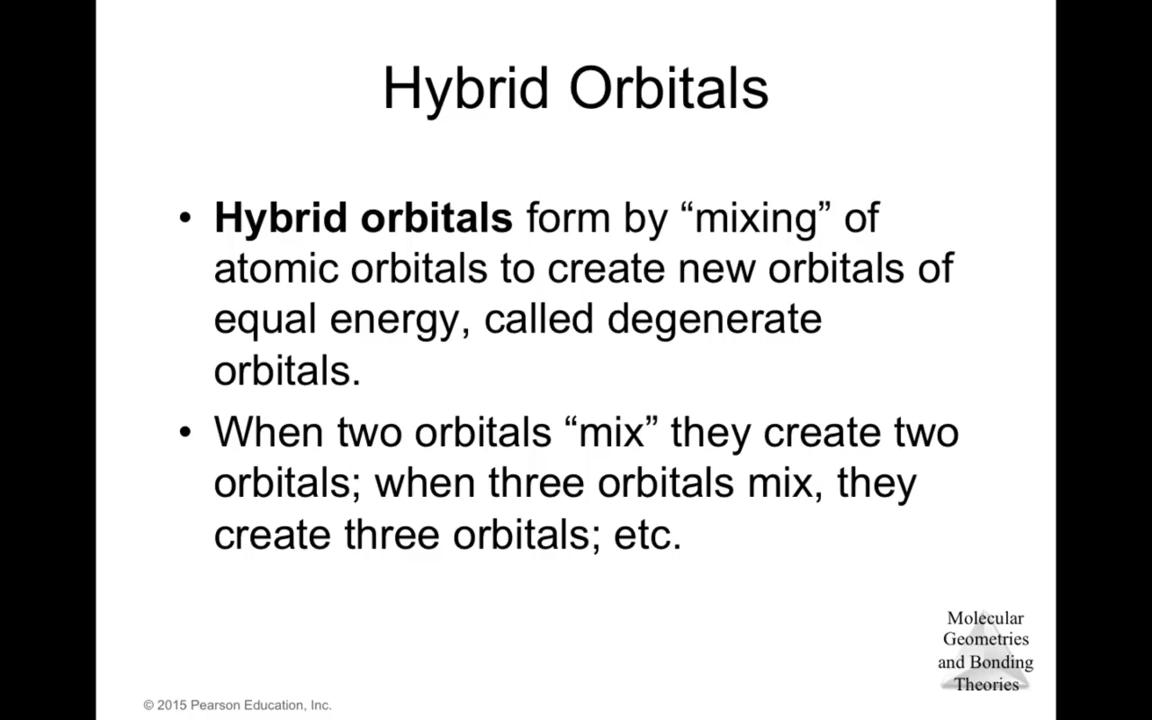 Hybrid Orbitals
• Hybrid orbitals form by “mixing” of
atomic orbitals to create new orbitals of
equal energy, called degenerate
orbitals.
• When two orbitals “mix” they create two
orbitals; when three orbitals mix, they
create three orbitals; etc.
Molecular
Geometries
and Bonding
Theories
© 2015 Pearson Education, Inc.